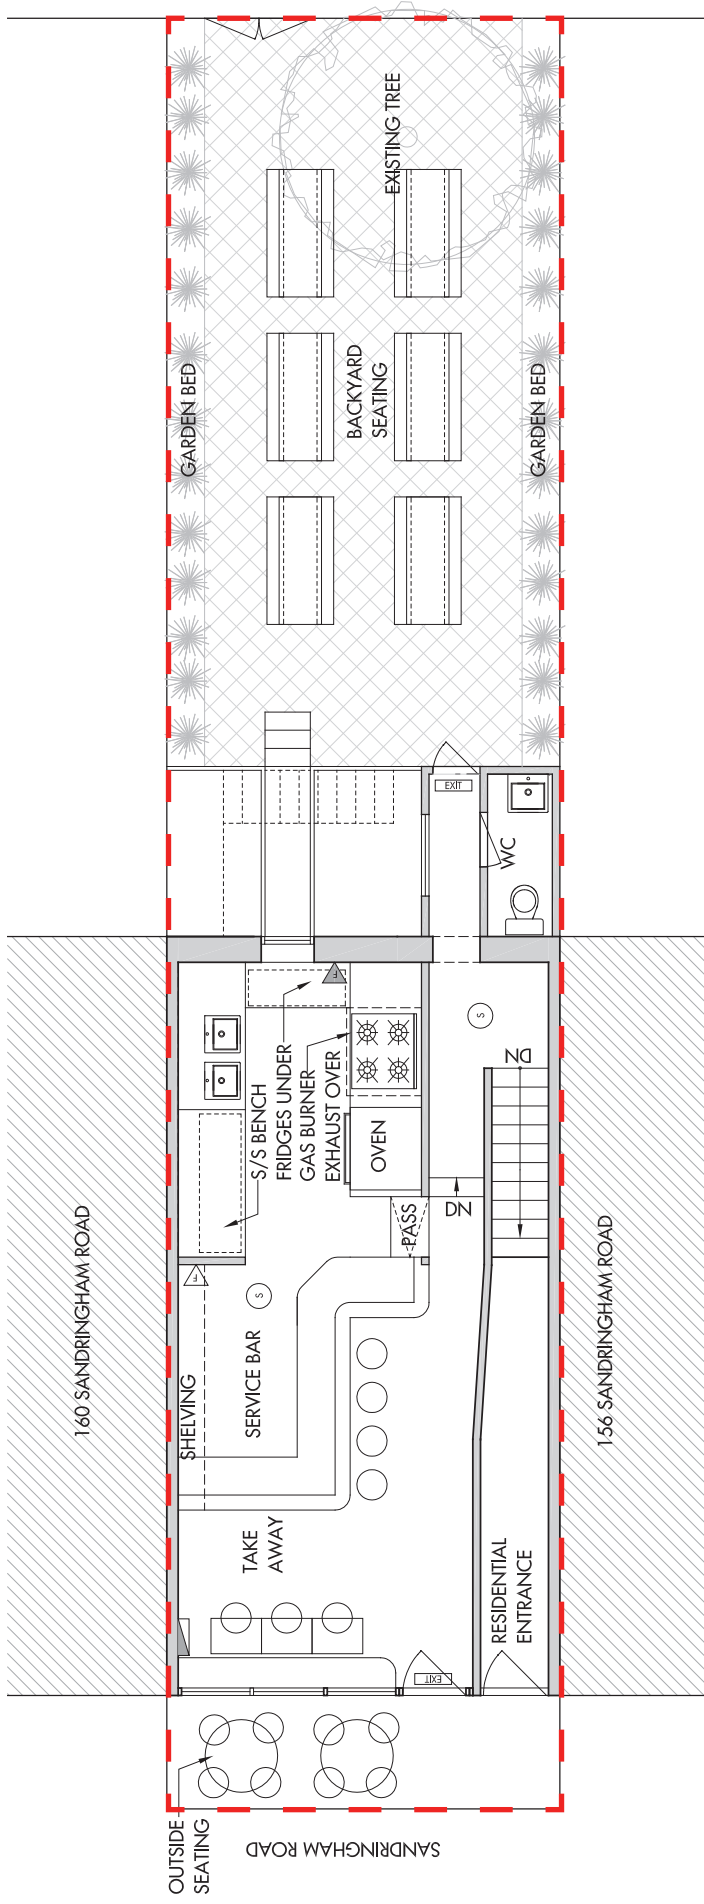 EXISTING TREE
GARDEN BED
BACKYARD
SEATING
GARDEN BED
EXIT
WC
F
S
S/S BENCH
FRIDGES UNDER
GAS BURNER
EXHAUST OVER
OVEN
DN
DN
PASS
160 SANDRINGHAM ROAD
156 SANDRINGHAM ROAD
F
S
SHELVING
SERVICE BAR
TAKE
AWAY
RESIDENTIAL
ENTRANCE
EXIT
OUTSIDE
SEATING
SANDRINGHAM ROAD